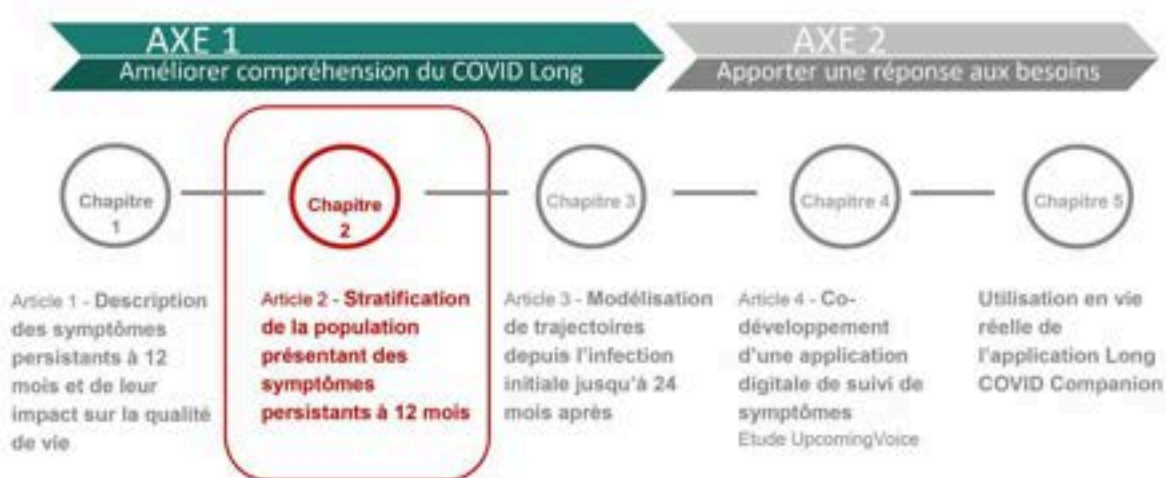 AXE 1
Améliorer compréhension du COVID Long
AXE 2
Apporter une réponse aux besoins
Chapitre
1
Chapitre
2
Chapitre 3
Chapitre 4
Chapitre 5
Article 1 - Description
des symptômes
persistants à 12
mois et de leur
impact sur la qualité
de vie
Article 2 - Stratification
de la population
présentant des
symptômes
persistants à 12 mois
Article 3 - Modélisation
de trajectoires
depuis l'infection
initiale jusqu'à 24
mois après
Article 4 - Co-
développement
d'une application
digitale de suivi de
symptômes
Etude UpcomingVoice
Utilisation en vie
réelle de
l'application Long
COVID Companion